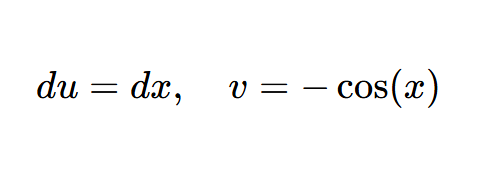 du = dx,  v = − cos(x)